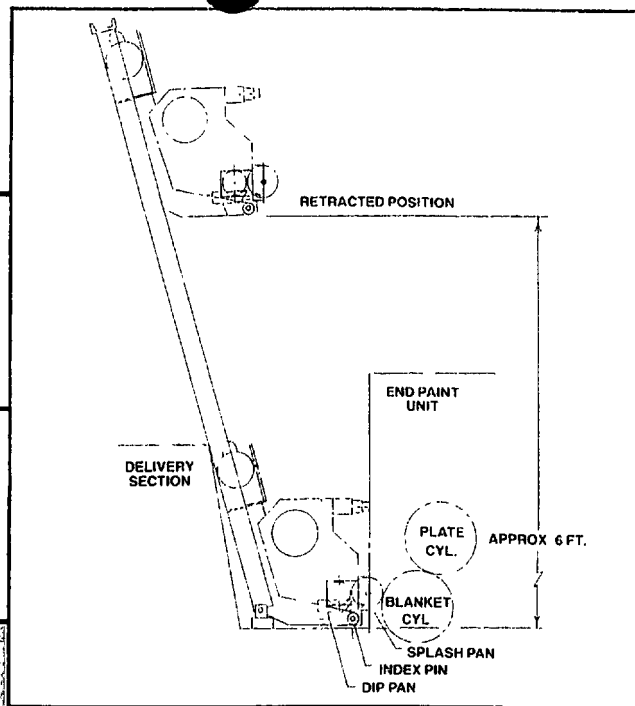 RETRACTED POSITION
END PAINT
UNIT
DELIVERY
SECTION
PLATE
CYL.
APPROX 6 FT.
BLANKET
CYL
SPLASH PAN
INDEX PIN
DIP PAN